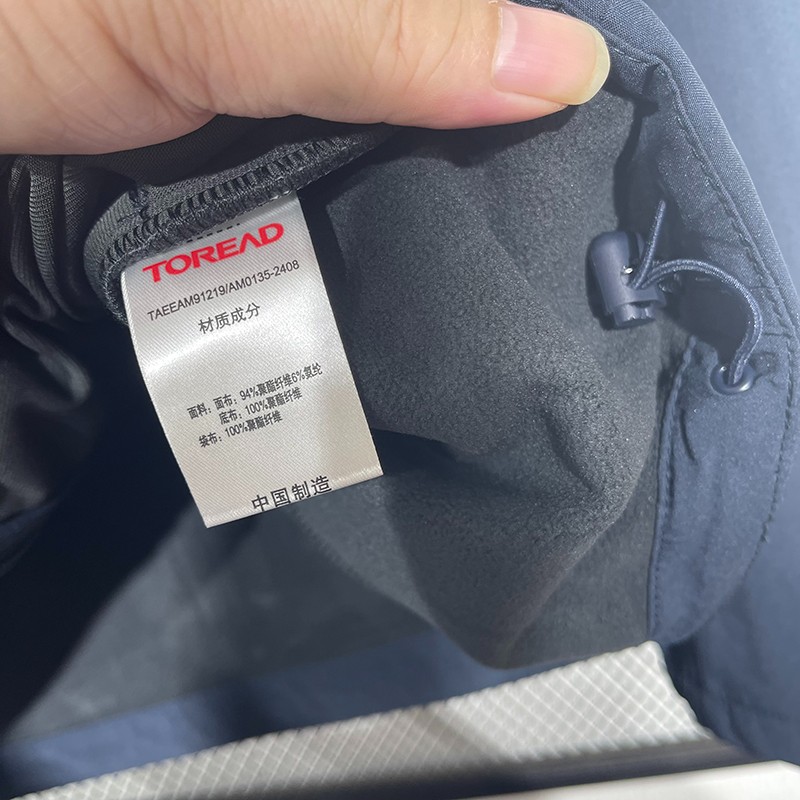 TOREAD
TAEEAM91219/AM0135-2408
材质成分
面料：面布：94%聚酯纤维6%氨纶
底布：100%聚酯纤维
袋布：100%聚酯纤维
中国制造